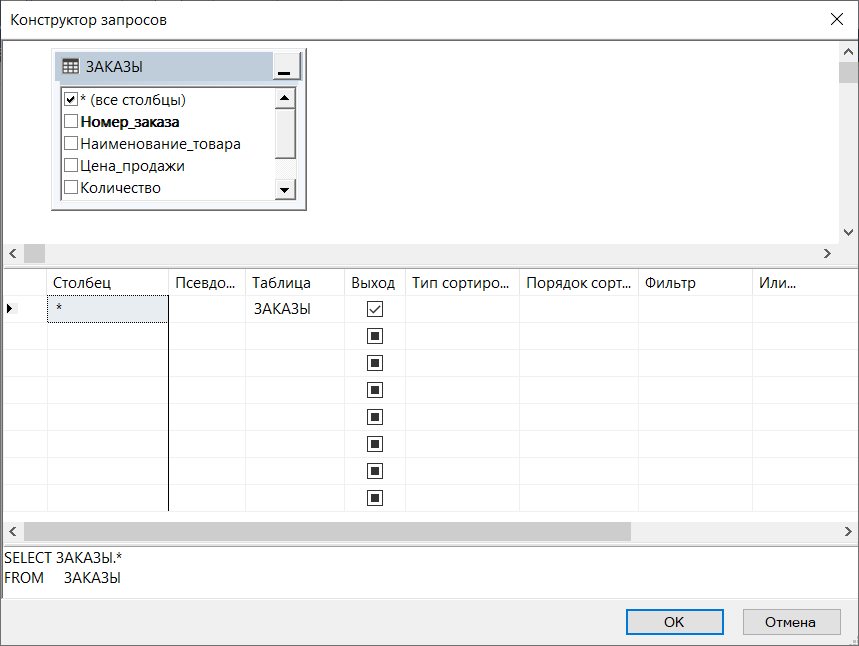 Конструктор запросов
ЗАКАЗЫ
* (все столбцы)
Номер_заказа
Наименование_товара
Цена_продажи
Количество
Столбец Псевдо... Таблица Выход Тип сортиро... Порядок сорт... Фильтр Или...
* ЗАКАЗЫ
SELECT ЗАКАЗЫ.*
FROM ЗАКАЗЫ
OK Отмена